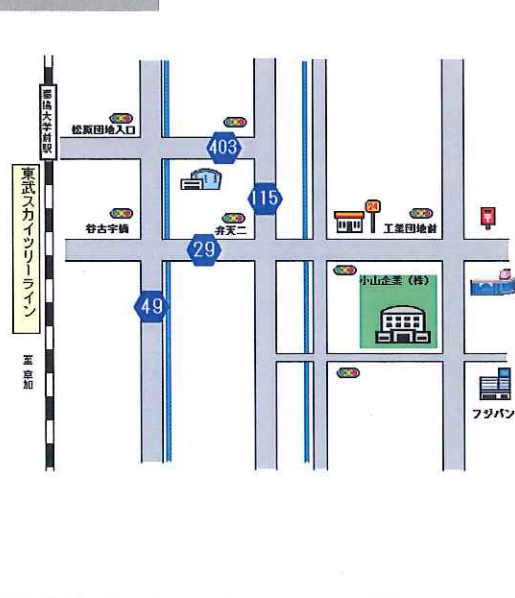 獨協大学前駅
松原団地入口
403
東武スカイツリーライン
115
24
谷古宇橋
弁天二
工業団地前
29
小山企業（株）
49
至 草加
フジパン